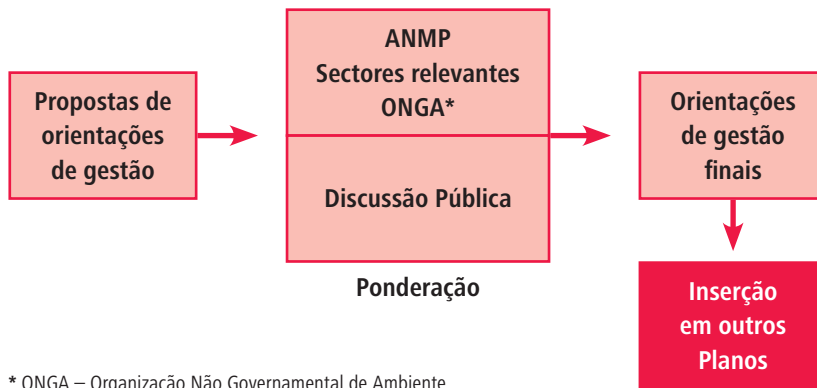 Propostas de
orientações
de gestão
ANMP
Sectores relevantes
ONGA*
Discussão Pública
Ponderação
Orientações
de gestão
finais
Inserção
em outros
Planos
* ONGA – Organização Não Governamental de Ambiente